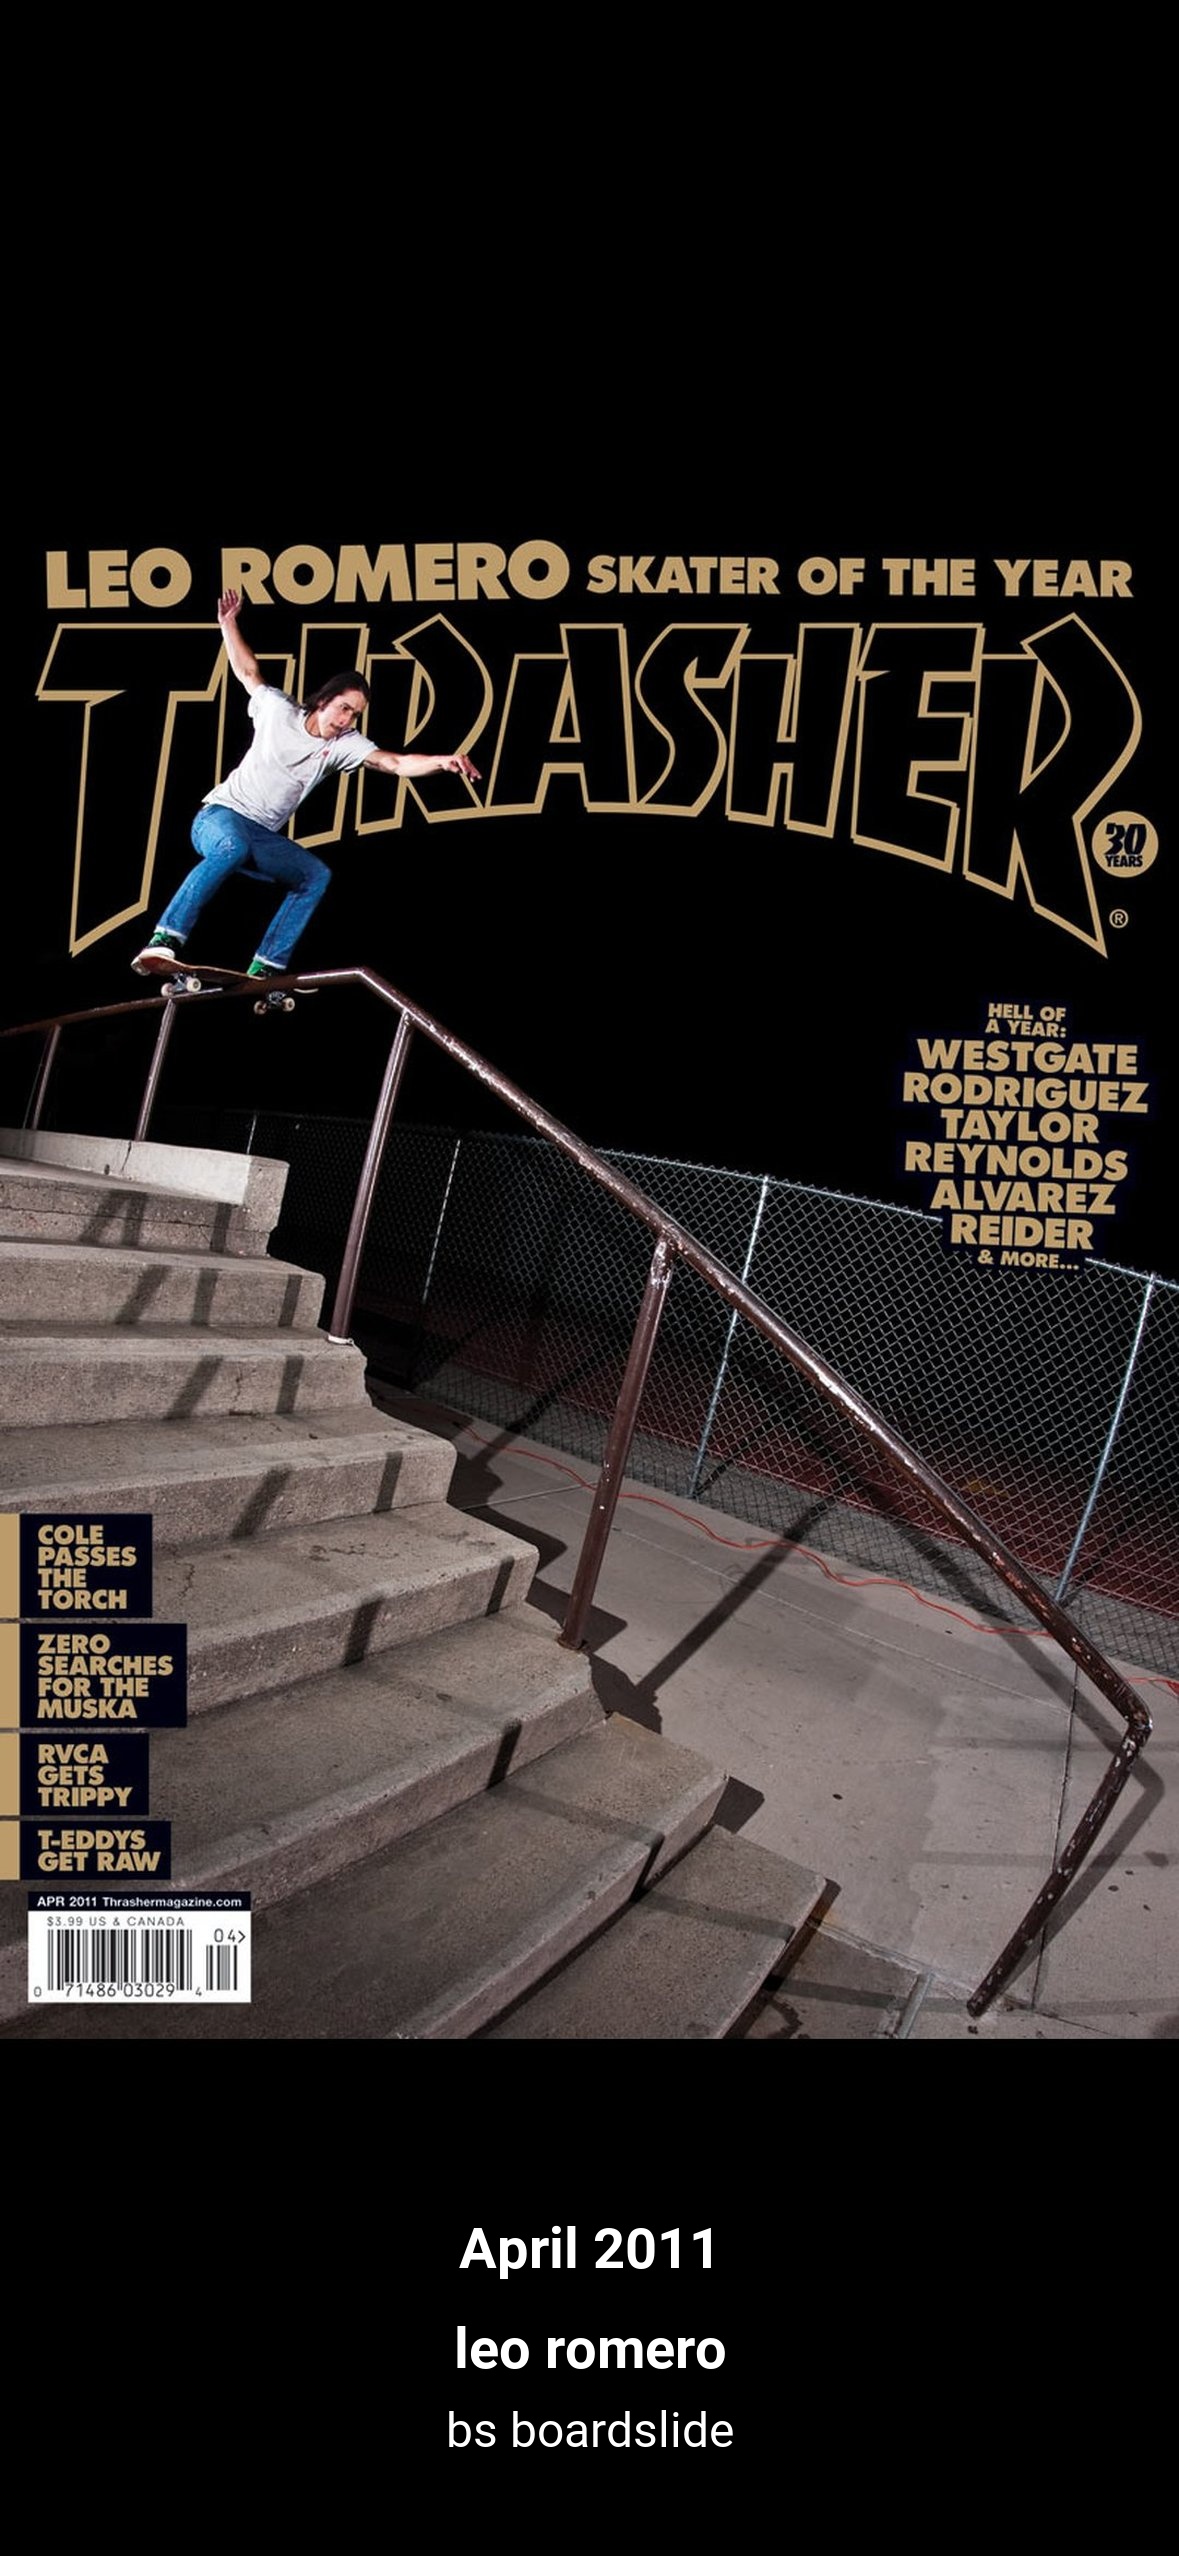 LEO ROMERO SKATER OF THE YEAR
THRASHER
30
YEARS
®
HELL OF
A YEAR:
WESTGATE
RODRIGUEZ
TAYLOR
REYNOLDS
ALVAREZ
REIDER
& MORE...
COLE
PASSES
THE
TORCH
ZERO
SEARCHES
FOR THE
MUSKA
RVCA
GETS
TRIPPY
T-EDDYS
GET RAW
APR 2011 Thrashermagazine.com
$3.99 US & CANADA
04>
0 71486 03029 4
April 2011
leo romero
bs boardslide